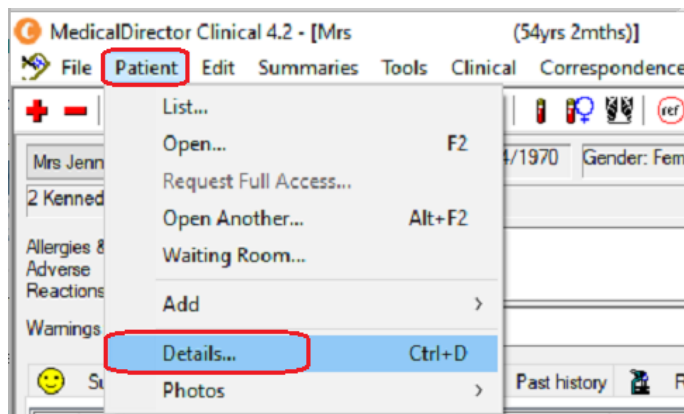 MedicalDirector Clinical 4.2 - [Mrs (54yrs 2mths)]
File Patient Edit Summaries Tools Clinical Correspondence
List...
Open... F2
Request Full Access...
Open Another... Alt+F2
Waiting Room...
Add
Details... Ctrl+D
Photos
ref
Mrs Jenn
4/1970 Gender: Fem
2 Kenned
Allergies &
Adverse
Reactions
Warnings
Past history